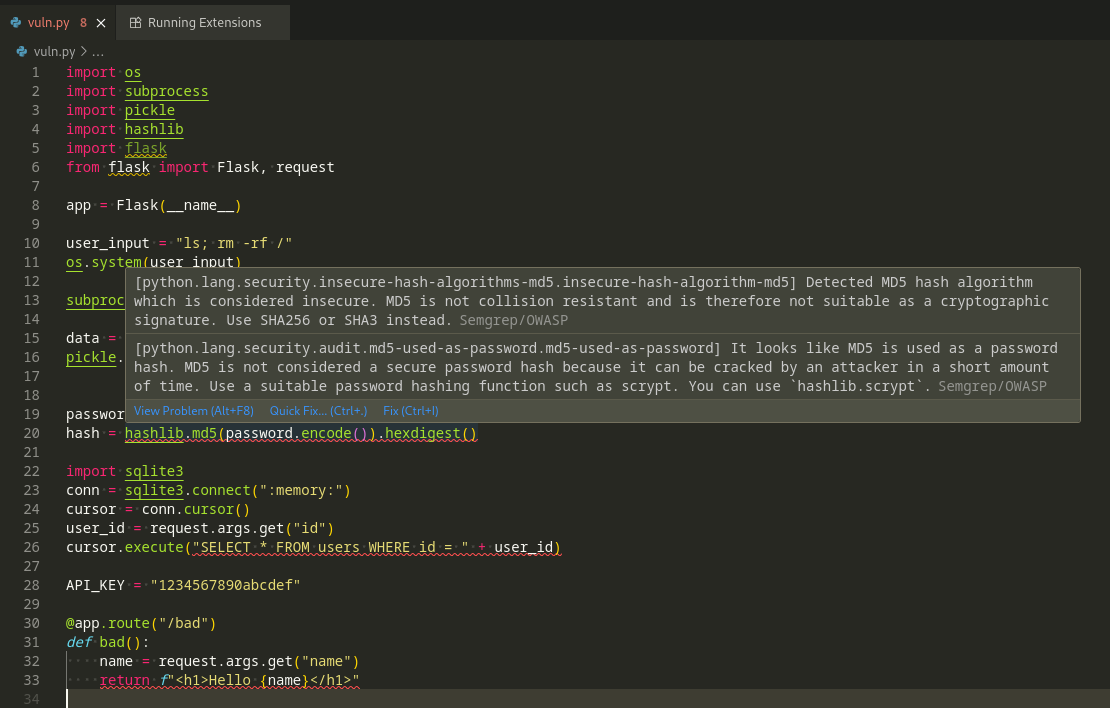 vuln.py 8 Running Extensions
vuln.py > ...
1 import os
2 import subprocess
3 import pickle
4 import hashlib
5 import flask
6 from flask import Flask, request
7
8 app = Flask(__name__)
9
10 user_input = "ls; rm -rf /"
11 os.system(user_input)
12
13 subproc
14
15 data =
16 pickle.
17
18
19 passwor
[python.lang.security.insecure-hash-algorithms-md5.insecure-hash-algorithm-md5] Detected MD5 hash algorithm
which is considered insecure. MD5 is not collision resistant and is therefore not suitable as a cryptographic
signature. Use SHA256 or SHA3 instead. Semgrep/OWASP
[python.lang.security.audit.md5-used-as-password.md5-used-as-password] It looks like MD5 is used as a password
hash. MD5 is not considered a secure password hash because it can be cracked by an attacker in a short amount
of time. Use a suitable password hashing function such as scrypt. You can use `hashlib.scrypt`. Semgrep/OWASP
View Problem (Alt+F8) Quick Fix... (Ctrl+.) Fix (Ctrl+I)
20 hash = hashlib.md5(password.encode()).hexdigest()
21
22 import sqlite3
23 conn = sqlite3.connect(":memory:")
24 cursor = conn.cursor()
25 user_id = request.args.get("id")
26 cursor.execute("SELECT * FROM users WHERE id = " + user_id)
27
28 API_KEY = "1234567890abcdef"
29
30 @app.route("/bad")
31 def bad():
32     name = request.args.get("name")
33     return f"<h1>Hello {name}</h1>"
34